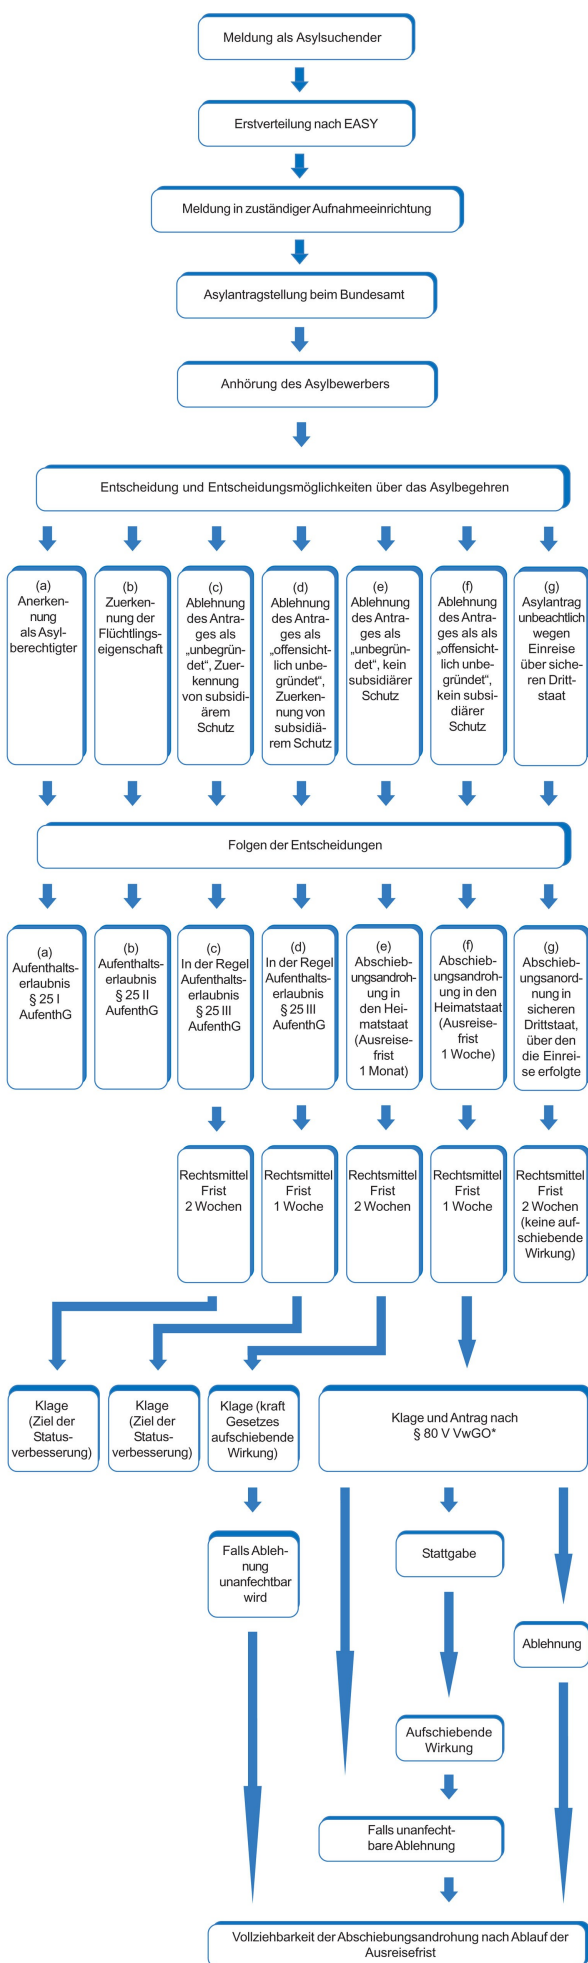 Meldung als Asylsuchender
Erstverteilung nach EASY
Meldung in zuständiger Aufnahmeeinrichtung
Asylantragstellung beim Bundesamt
Anhörung des Asylbewerbers
Entscheidung und Entscheidungsmöglichkeiten über das Asylbegehren
(a)
Anerken-
nung
als Asyl-
berechtigter
(b)
Zuerken-
nung der
Flüchtlings-
eigenschaft
(c)
Ablehnung
des Antra-
ges als
„unbegrün-
det“, Zuer-
kennung
von subsidi-
ärem
Schutz
(d)
Ablehnung
des Antra-
ges als
„offensicht-
lich unbe-
gründet“,
Zuerken-
nung von
subsidiä-
rem Schutz
(e)
Ablehnung
des Antra-
ges als
„unbegrün-
det“, kein
subsidiärer
Schutz
(f)
Ablehnung
des Antra-
ges als als
„offensicht-
lich unbe-
gründet“,
kein subsi-
diärer
Schutz
(g)
Asylantrag
unbeachtlich
wegen
Einreise
über siche-
ren Dritt-
staat
Folgen der Entscheidungen
(a)
Aufenthalts-
erlaubnis
§ 25 I
AufenthG
(b)
Aufenthalts-
erlaubnis
§ 25 II
AufenthG
(c)
In der Regel
Aufenthalts-
erlaubnis
§ 25 III
AufenthG
(d)
In der Regel
Aufenthalts-
erlaubnis
§ 25 III
AufenthG
(e)
Abschieb-
ungsandroh-
ung in
den Hei-
matstaat
(Ausreise-
frist
1 Monat)
(f)
Abschieb-
ungsandroh-
ung in den
Heimatstaat
(Ausreise-
frist
1 Woche)
(g)
Abschieb-
ungsanord-
nung in
sicheren
Drittstaat,
über den
die Einrei-
se erfolgte
Rechtsmittel
Frist
2 Wochen
Rechtsmittel
Frist
1 Woche
Rechtsmittel
Frist
2 Wochen
Rechtsmittel
Frist
1 Woche
Rechtsmittel
Frist
2 Wochen
(keine auf-
schiebende
Wirkung)
Klage
(Ziel der
Status-
verbesserung)
Klage
(Ziel der
Status-
verbesserung)
Klage (kraft
Gesetzes
aufschiebende
Wirkung)
Klage und Antrag nach
§ 80 V VwGO*
Falls Ableh-
nung
unanfechtbar
wird
Stattgabe
Ablehnung
Aufschiebende
Wirkung
Falls unanfecht-
bare Ablehnung
Vollziehbarkeit der Abschiebungsandrohung nach Ablauf der
Ausreisefrist